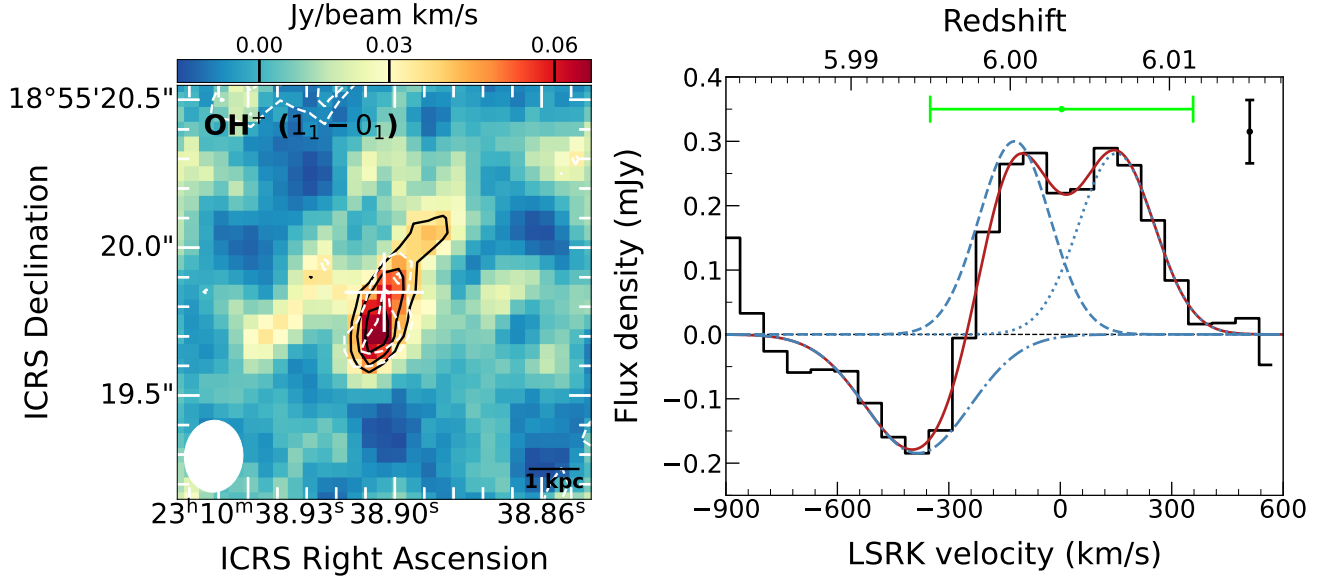 Jy/beam km/s
0.00 0.03 0.06
OH⁺ (1₁ − 0₁)
18°55'20.5"
20.0"
19.5"
ICRS Declination
1 kpc
23ʰ10ᵐ38.93ˢ 38.90ˢ 38.86ˢ
ICRS Right Ascension
Redshift
5.99 6.00 6.01
0.4
0.3
0.2
0.1
0.0
−0.1
−0.2
Flux density (mJy)
−900 −600 −300 0 300 600
LSRK velocity (km/s)